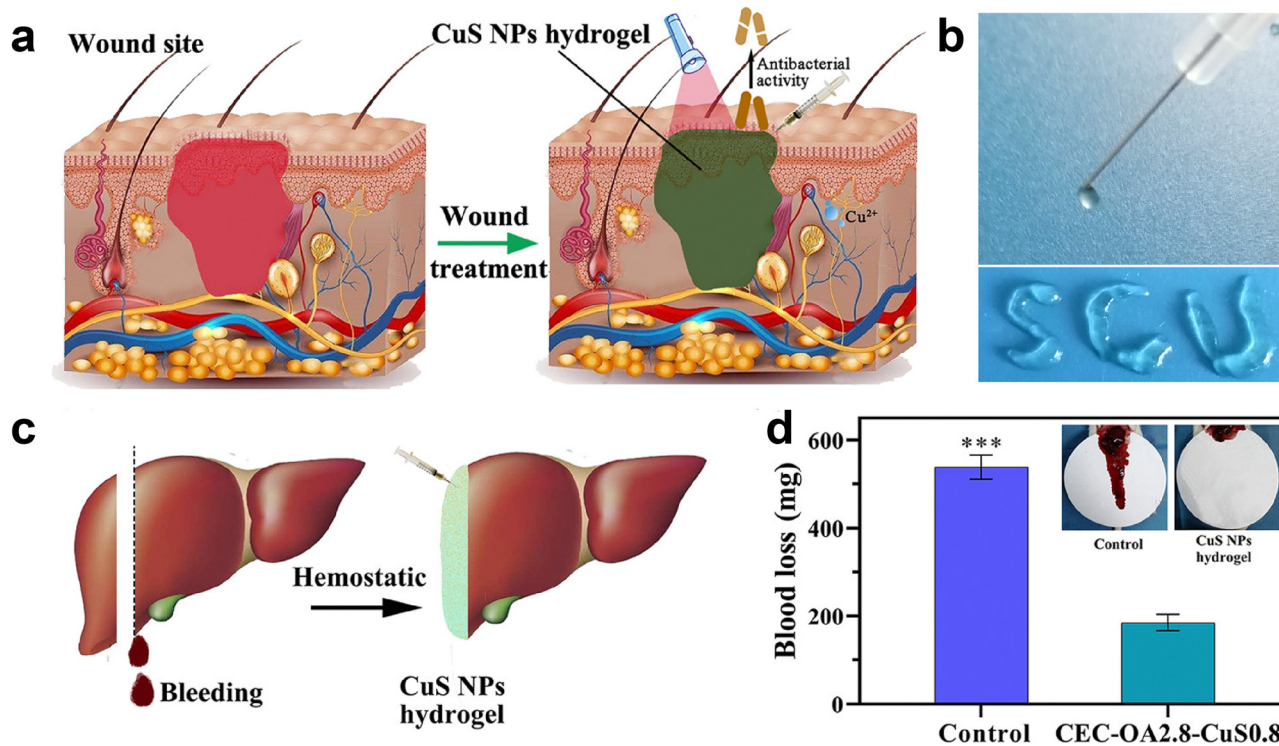 a
Wound site
CuS NPs hydrogel
Antibacterial
activity
Cu²⁺
Wound
treatment
b
SCU
c
Bleeding
Hemostatic
CuS NPs
hydrogel
d
Blood loss (mg)
600
400
200
0
***
Control
CuS NPs
hydrogel
Control
CEC-OA2.8-CuS0.8